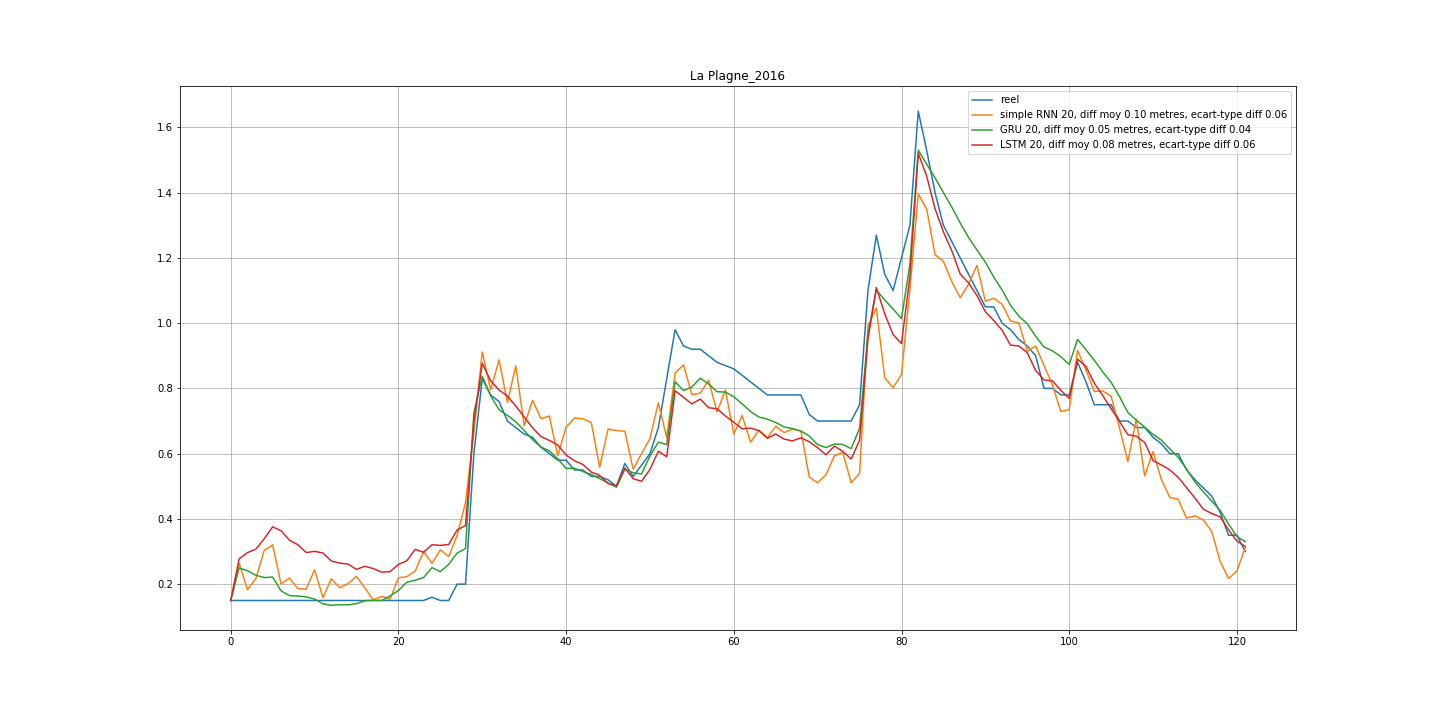 La Plagne_2016
reel
simple RNN 20, diff moy 0.10 metres, ecart-type diff 0.06
GRU 20, diff moy 0.05 metres, ecart-type diff 0.04
LSTM 20, diff moy 0.08 metres, ecart-type diff 0.06
1.6
1.4
1.2
1.0
0.8
0.6
0.4
0.2
0 20 40 60 80 100 120